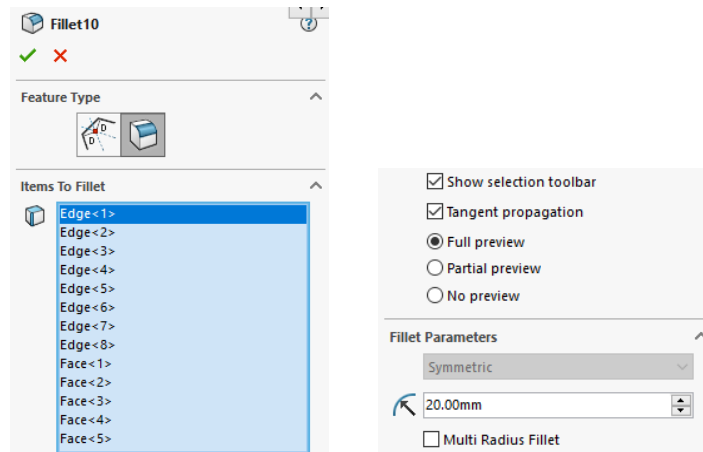 Fillet10
Feature Type
Items To Fillet
Edge<1>
Edge<2>
Edge<3>
Edge<4>
Edge<5>
Edge<6>
Edge<7>
Edge<8>
Face<1>
Face<2>
Face<3>
Face<4>
Face<5>
Show selection toolbar
Tangent propagation
Full preview
Partial preview
No preview
Fillet Parameters
Symmetric
20.00mm
Multi Radius Fillet